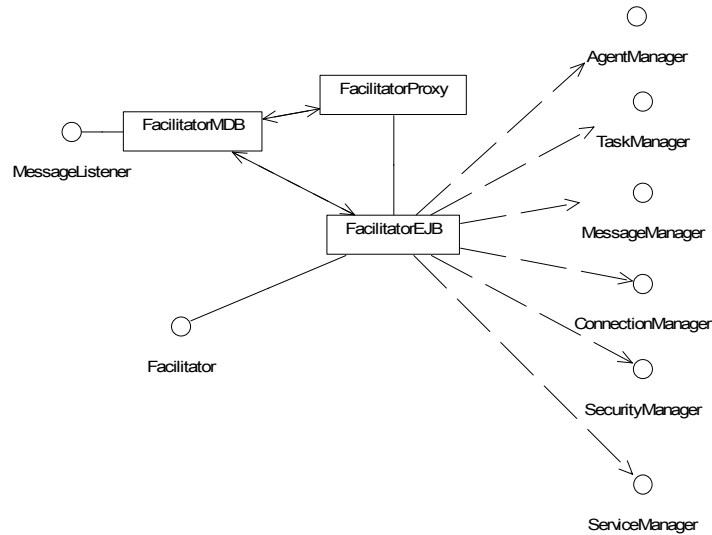 AgentManager
FacilitatorProxy
FacilitatorMDB
TaskManager
MessageListener
MessageManager
FacilitatorEJB
ConnectionManager
Facilitator
SecurityManager
ServiceManager